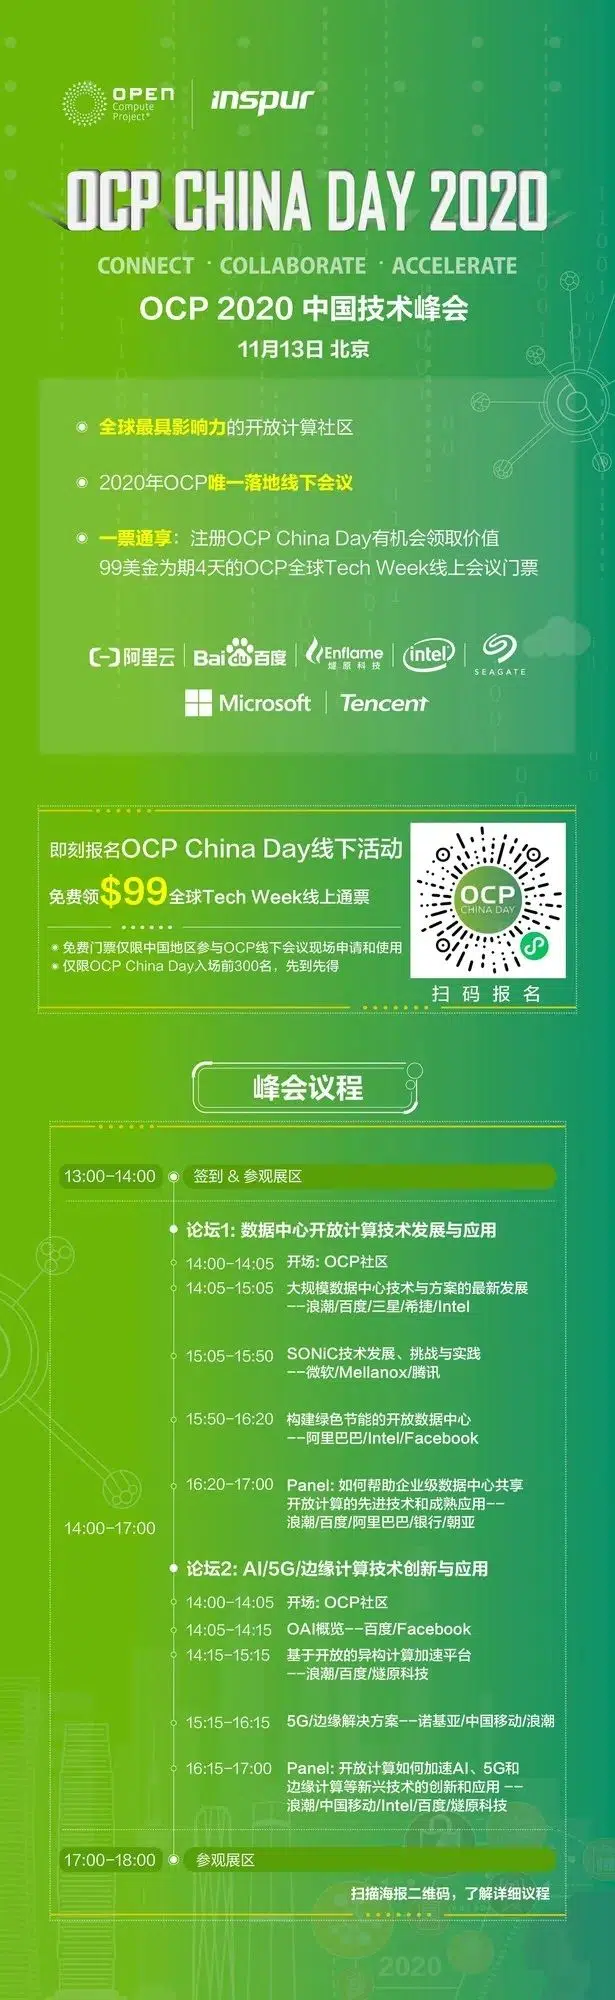 OPEN
Compute
Project®
inspur
OCP CHINA DAY 2020
CONNECT · COLLABORATE · ACCELERATE
OCP 2020 中国技术峰会
11月13日 北京
全球最具影响力的开放计算社区
2020年OCP唯一落地线下会议
一票通享：注册OCP China Day有机会领取价值
99美金为期4天的OCP全球Tech Week线上会议门票
阿里云
Bai du 百度
Enflame
燧原科技
intel
SEAGATE
Microsoft
Tencent
即刻报名OCP China Day线下活动
免费领$99全球Tech Week线上通票
免费门票仅限中国地区参与OCP线下会议现场申请和使用
仅限OCP China Day入场前300名，先到先得
OCP
CHINA DAY
扫码报名
峰会议程
13:00-14:00 签到 & 参观展区
14:00-17:00
论坛1: 数据中心开放计算技术发展与应用
14:00-14:05 开场: OCP社区
14:05-15:05 大规模数据中心技术与方案的最新发展
--浪潮/百度/三星/希捷/Intel
15:05-15:50 SONiC技术发展、挑战与实践
--微软/Mellanox/腾讯
15:50-16:20 构建绿色节能的开放数据中心
--阿里巴巴/Intel/Facebook
16:20-17:00 Panel: 如何帮助企业级数据中心共享
开放计算的先进技术和成熟应用--
浪潮/百度/阿里巴巴/银行/朝亚
论坛2: AI/5G/边缘计算技术创新与应用
14:00-14:05 开场: OCP社区
14:05-14:15 OAI概览--百度/Facebook
14:15-15:15 基于开放的异构计算加速平台
--浪潮/百度/燧原科技
15:15-16:15 5G/边缘解决方案--诺基亚/中国移动/浪潮
16:15-17:00 Panel: 开放计算如何加速AI、5G和
边缘计算等新兴技术的创新和应用 --
浪潮/中国移动/Intel/百度/燧原科技
17:00-18:00 参观展区
扫描海报二维码，了解详细议程
2020